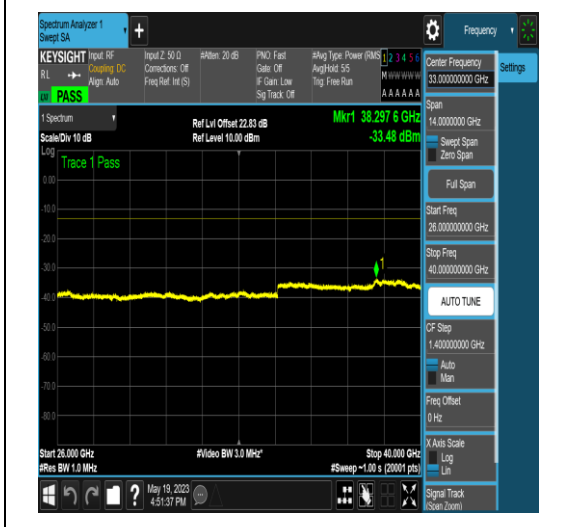 Spectrum Analyzer 1
Swept SA
+
Frequency
KEYSIGHT
RL
Input: RF
Coupling: DC
Align: Auto
Input Z: 50 Ω
Corrections: Off
Freq Ref: Int (S)
#Atten: 20 dB
PNO: Fast
Gate: Off
IF Gain: Low
Sig Track: Off
#Avg Type: Power (RMS
Avg|Hold: 5/5
Trig: Free Run
1 2 3 4 5 6
M W W W W W
A A A A A A
PASS
1 Spectrum
Scale/Div 10 dB
Ref Lvl Offset 22.83 dB
Ref Level 10.00 dBm
Mkr1 38.297 6 GHz
-33.48 dBm
Log
Trace 1 Pass
0.00
-10.0
-20.0
-30.0
-40.0
-50.0
-60.0
-70.0
-80.0
1
Start 26.000 GHz
#Res BW 1.0 MHz
#Video BW 3.0 MHz*
Stop 40.000 GHz
#Sweep ~1.00 s (20001 pts)
May 19, 2023
4:51:37 PM
?
Center Frequency
33.000000000 GHz
Settings
Span
14.0000000 GHz
Swept Span
Zero Span
Full Span
Start Freq
26.000000000 GHz
Stop Freq
40.000000000 GHz
AUTO TUNE
CF Step
1.400000000 GHz
Auto
Man
Freq Offset
0 Hz
X Axis Scale
Log
Lin
Signal Track
(Span Zoom)